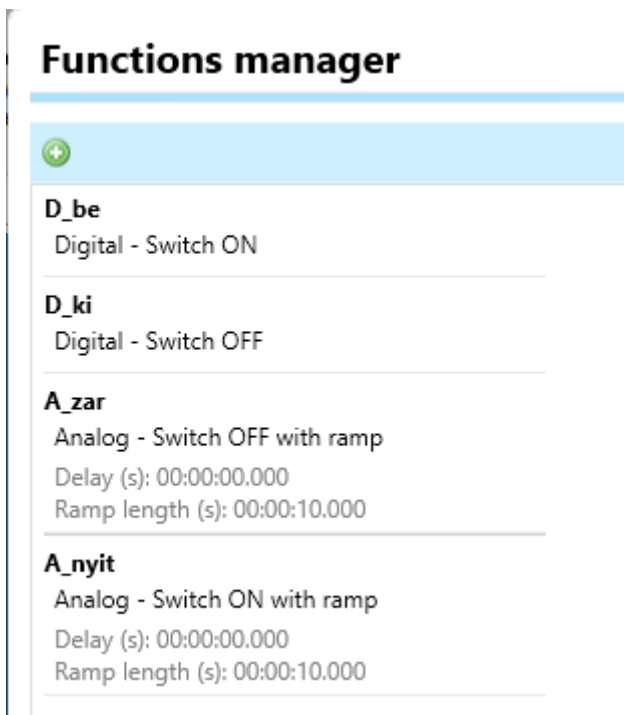 Functions manager
D_be
Digital - Switch ON
D_ki
Digital - Switch OFF
A_zar
Analog - Switch OFF with ramp
Delay (s): 00:00:00.000
Ramp length (s): 00:00:10.000
A_nyit
Analog - Switch ON with ramp
Delay (s): 00:00:00.000
Ramp length (s): 00:00:10.000